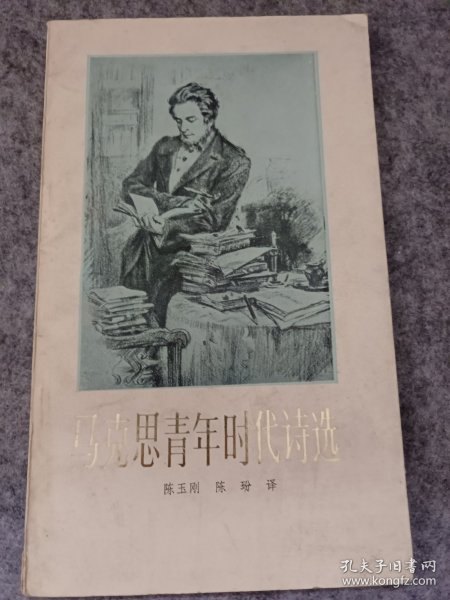 马克思青年时代诗选
陈玉刚 陈玢 译
孔夫子旧书网
www.kongfz.com